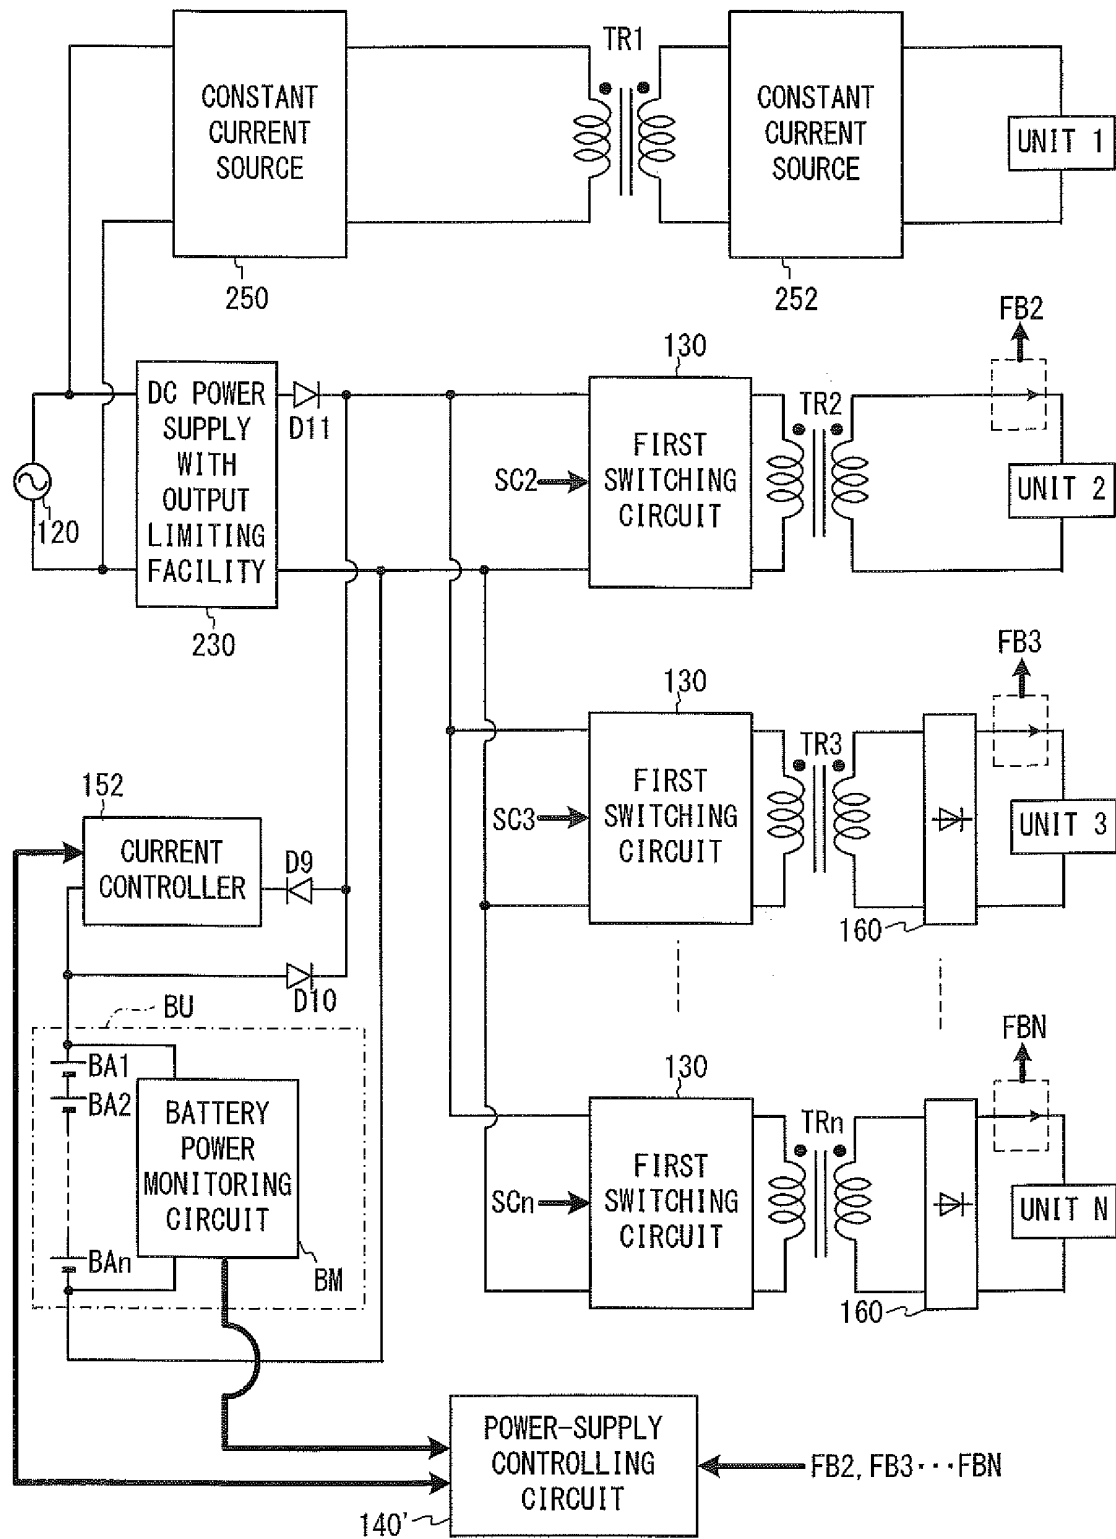 TR1
CONSTANT
CURRENT
SOURCE
CONSTANT
CURRENT
SOURCE
UNIT 1
250
252
FB2
130
DC POWER
SUPPLY
WITH
OUTPUT
LIMITING
FACILITY
D11
TR2
FIRST
SWITCHING
CIRCUIT
SC2
UNIT 2
120
230
FB3
130
TR3
152
FIRST
SWITCHING
CIRCUIT
SC3
UNIT 3
CURRENT
CONTROLLER
D9
160
D10
BU
FBN
BA1
BA2
130
BATTERY
POWER
MONITORING
CIRCUIT
TRn
FIRST
SWITCHING
CIRCUIT
SCn
UNIT N
BAn
BM
160
POWER-SUPPLY
CONTROLLING
CIRCUIT
FB2, FB3···FBN
140'